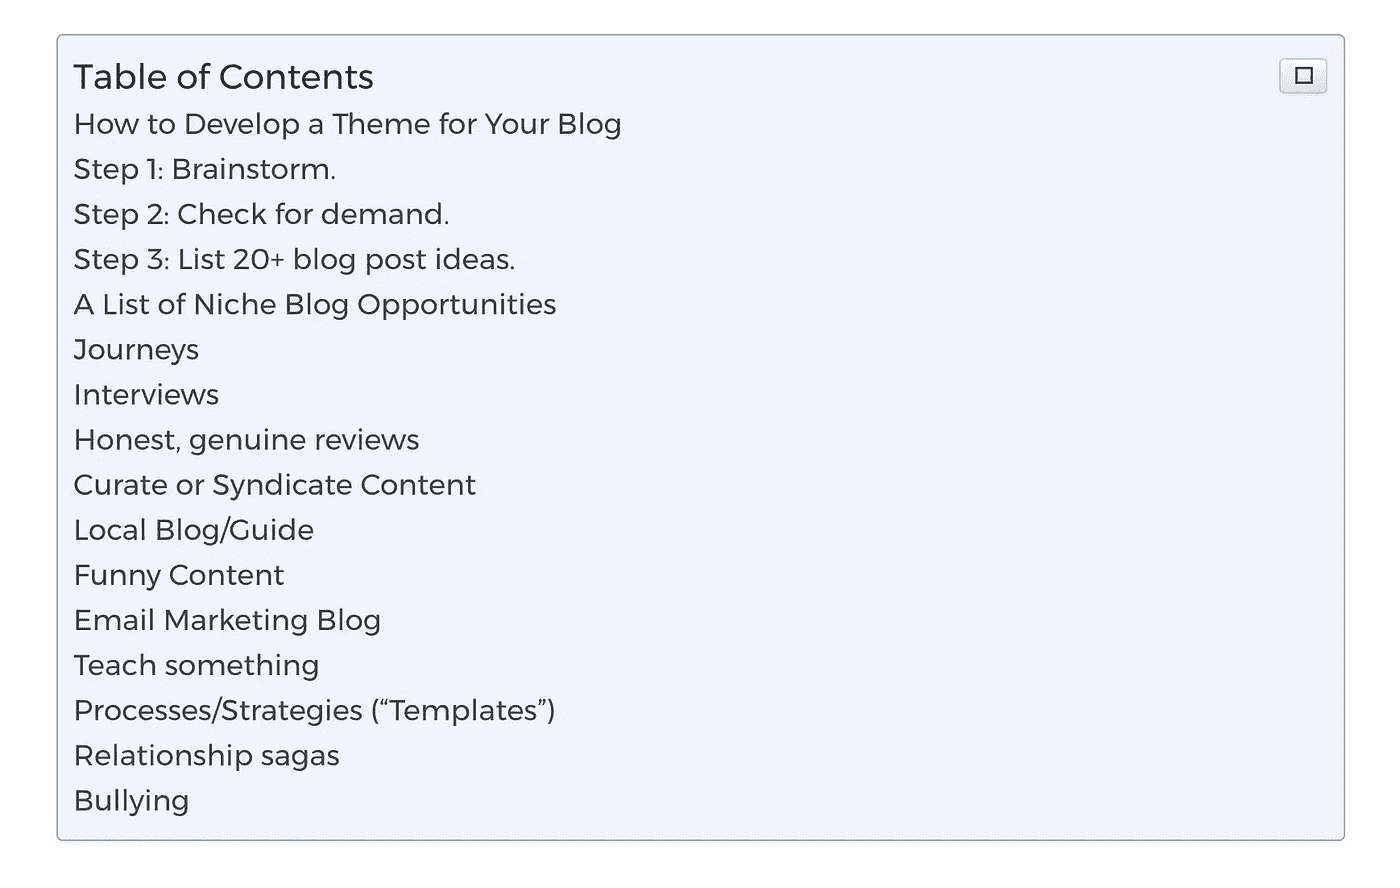 Table of Contents
How to Develop a Theme for Your Blog
Step 1: Brainstorm.
Step 2: Check for demand.
Step 3: List 20+ blog post ideas.
A List of Niche Blog Opportunities
Journeys
Interviews
Honest, genuine reviews
Curate or Syndicate Content
Local Blog/Guide
Funny Content
Email Marketing Blog
Teach something
Processes/Strategies (“Templates”)
Relationship sagas
Bullying